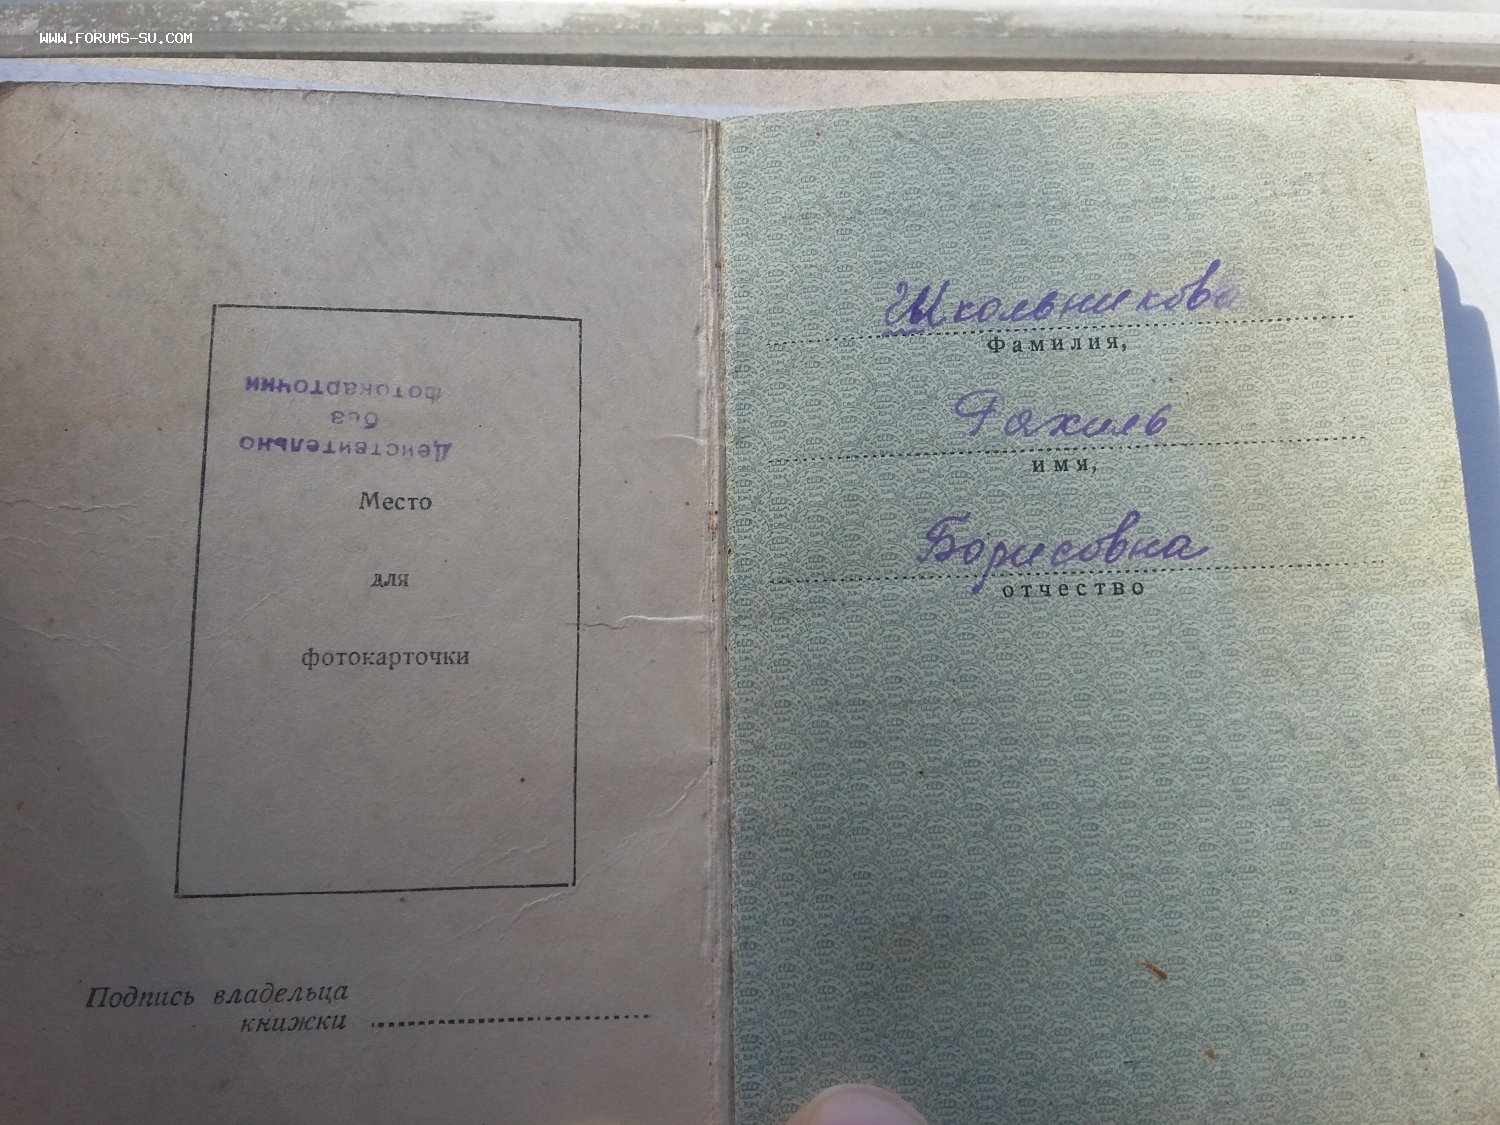 WWW.FORUMS-SU.COM
Действительно
без
фотокарточки
Место
для
фотокарточки
Подпись владельца
книжки
Школьникова
Фамилия,
Рахиль
имя,
Борисовна
отчество